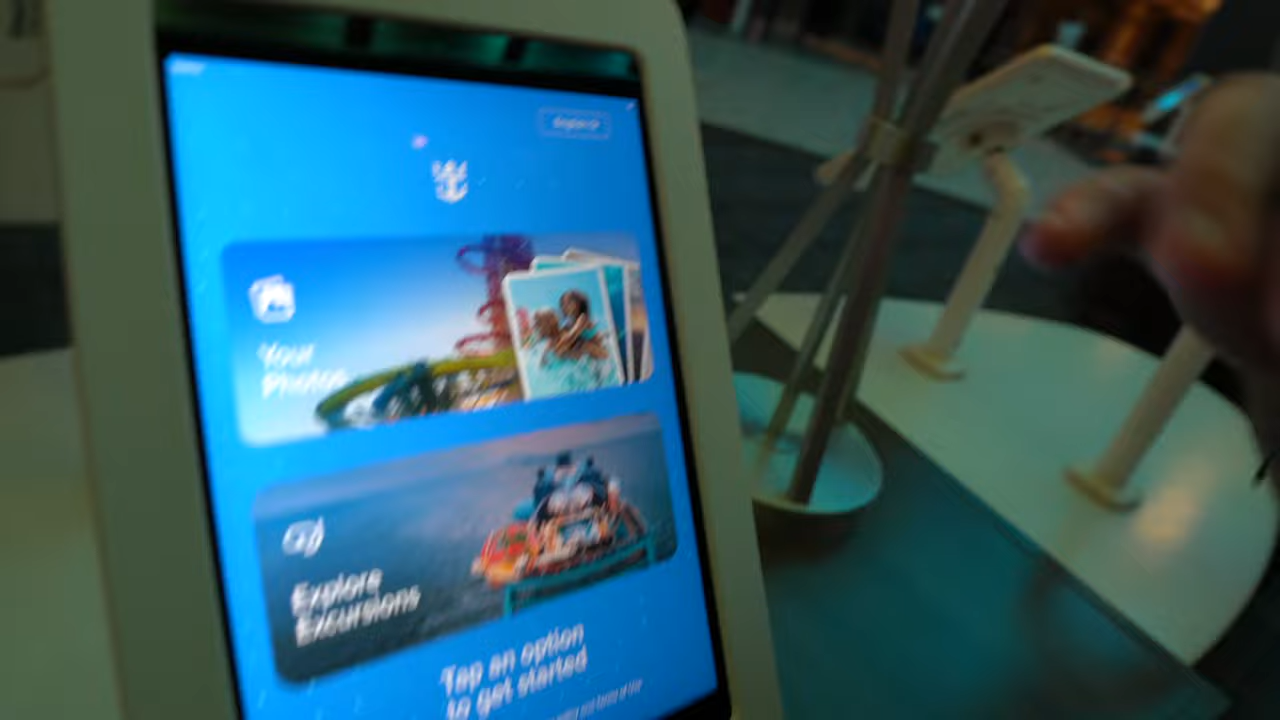 Your
Photos
Explore
Excursions
Tap an option
to get started